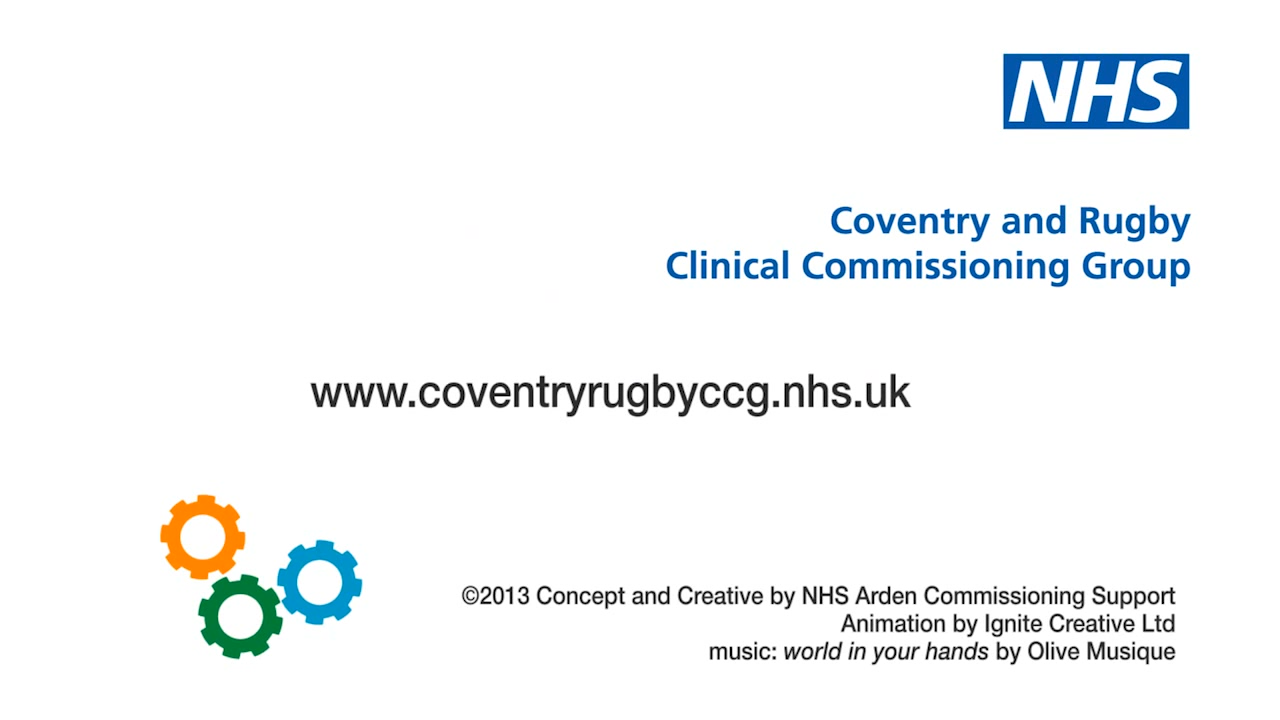 NHS
Coventry and Rugby
Clinical Commissioning Group
www.coventryrugbyccg.nhs.uk
©2013 Concept and Creative by NHS Arden Commissioning Support
Animation by Ignite Creative Ltd
music: world in your hands by Olive Musique